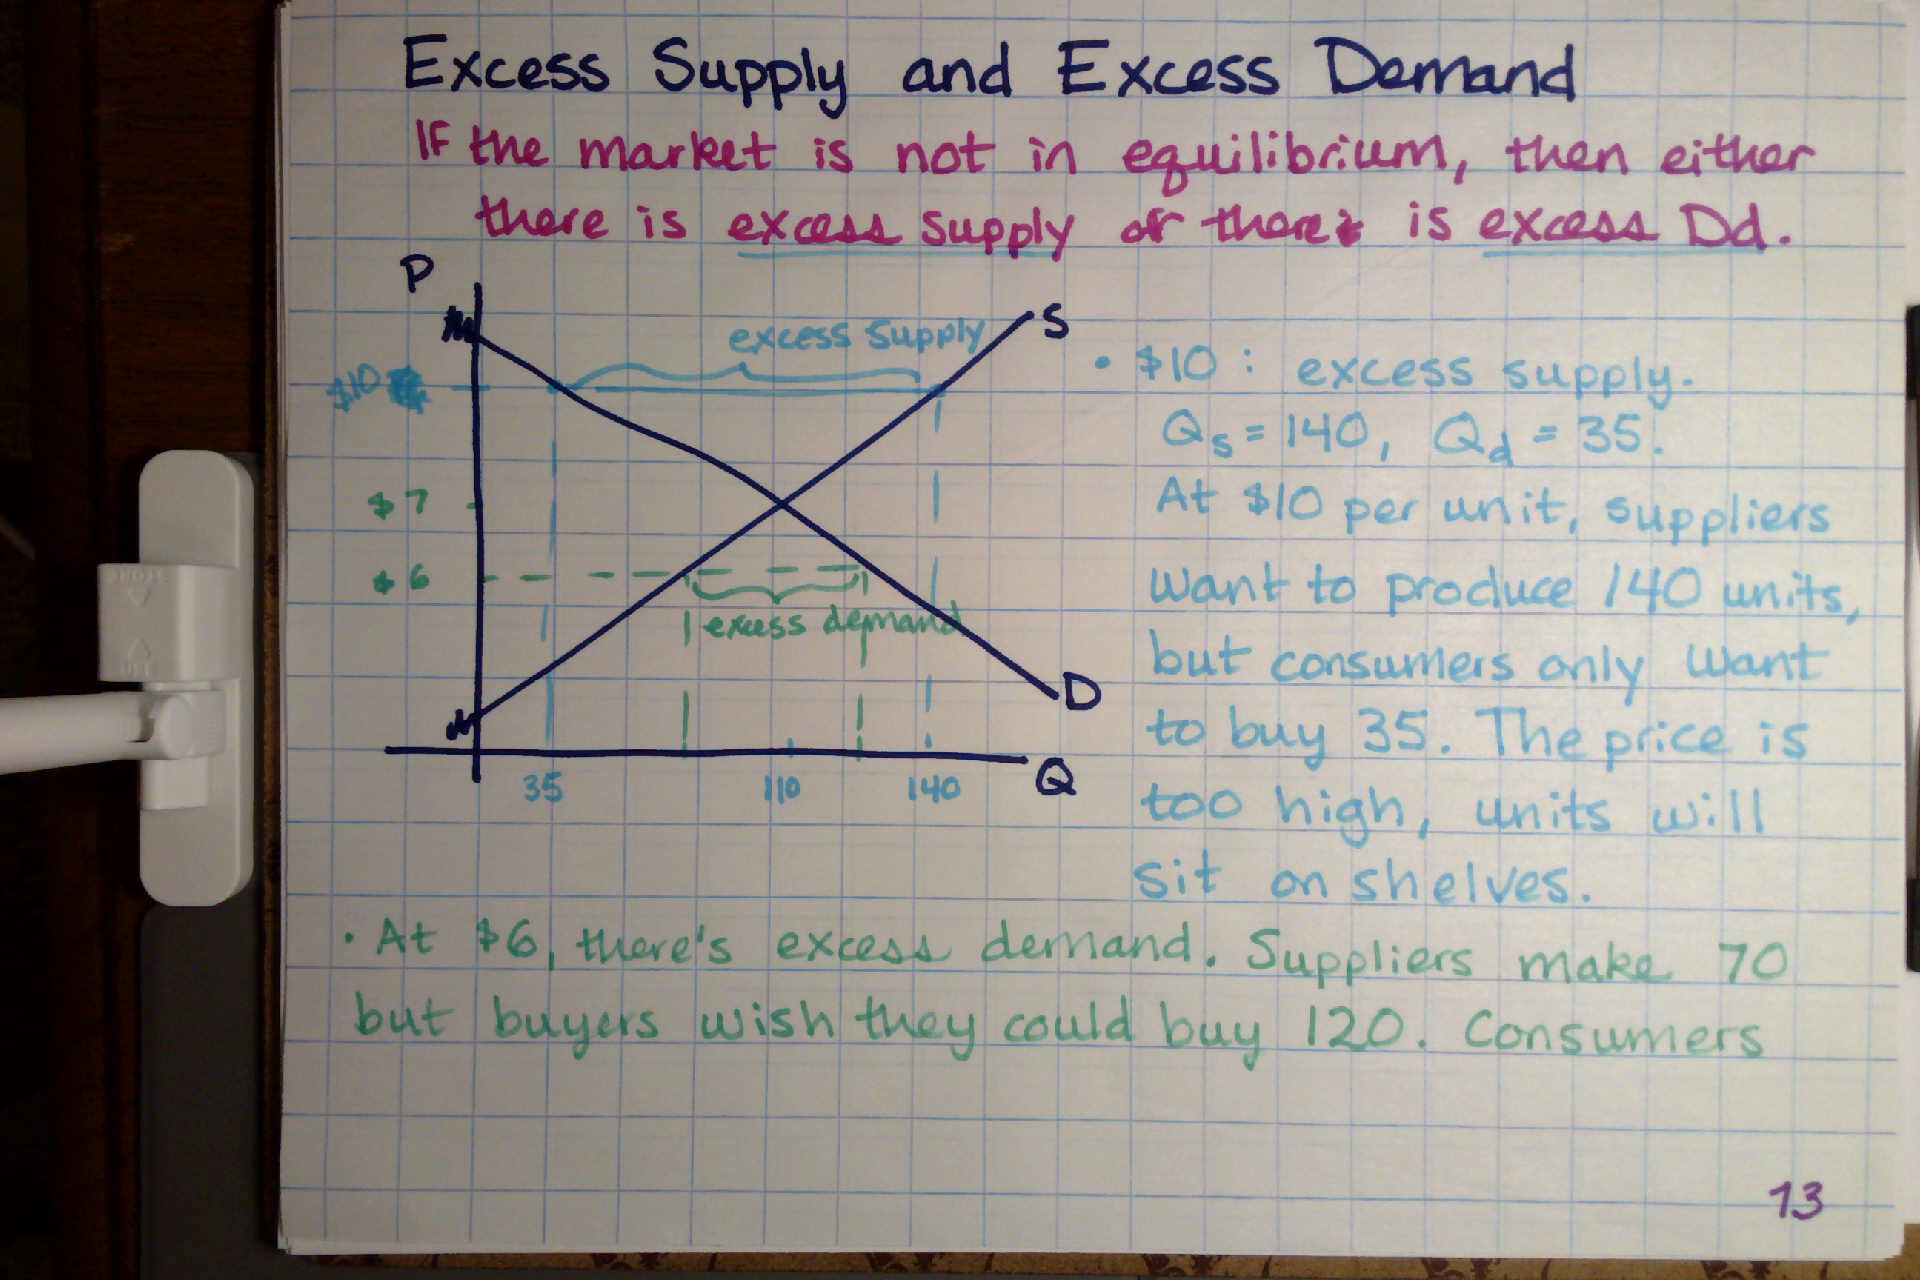 Excess Supply and Excess Demand
If the market is not in equilibrium, then either
there is excess supply or there is excess Dd.
P
S
excess supply
$10
$7
$6
excess demand
D
35
110
140
Q
• $10 : excess supply.
Qs = 140, Qd = 35.
At $10 per unit, suppliers
want to produce 140 units,
but consumers only want
to buy 35. The price is
too high, units will
sit on shelves.
• At $6, there's excess demand. Suppliers make 70
but buyers wish they could buy 120. Consumers
13